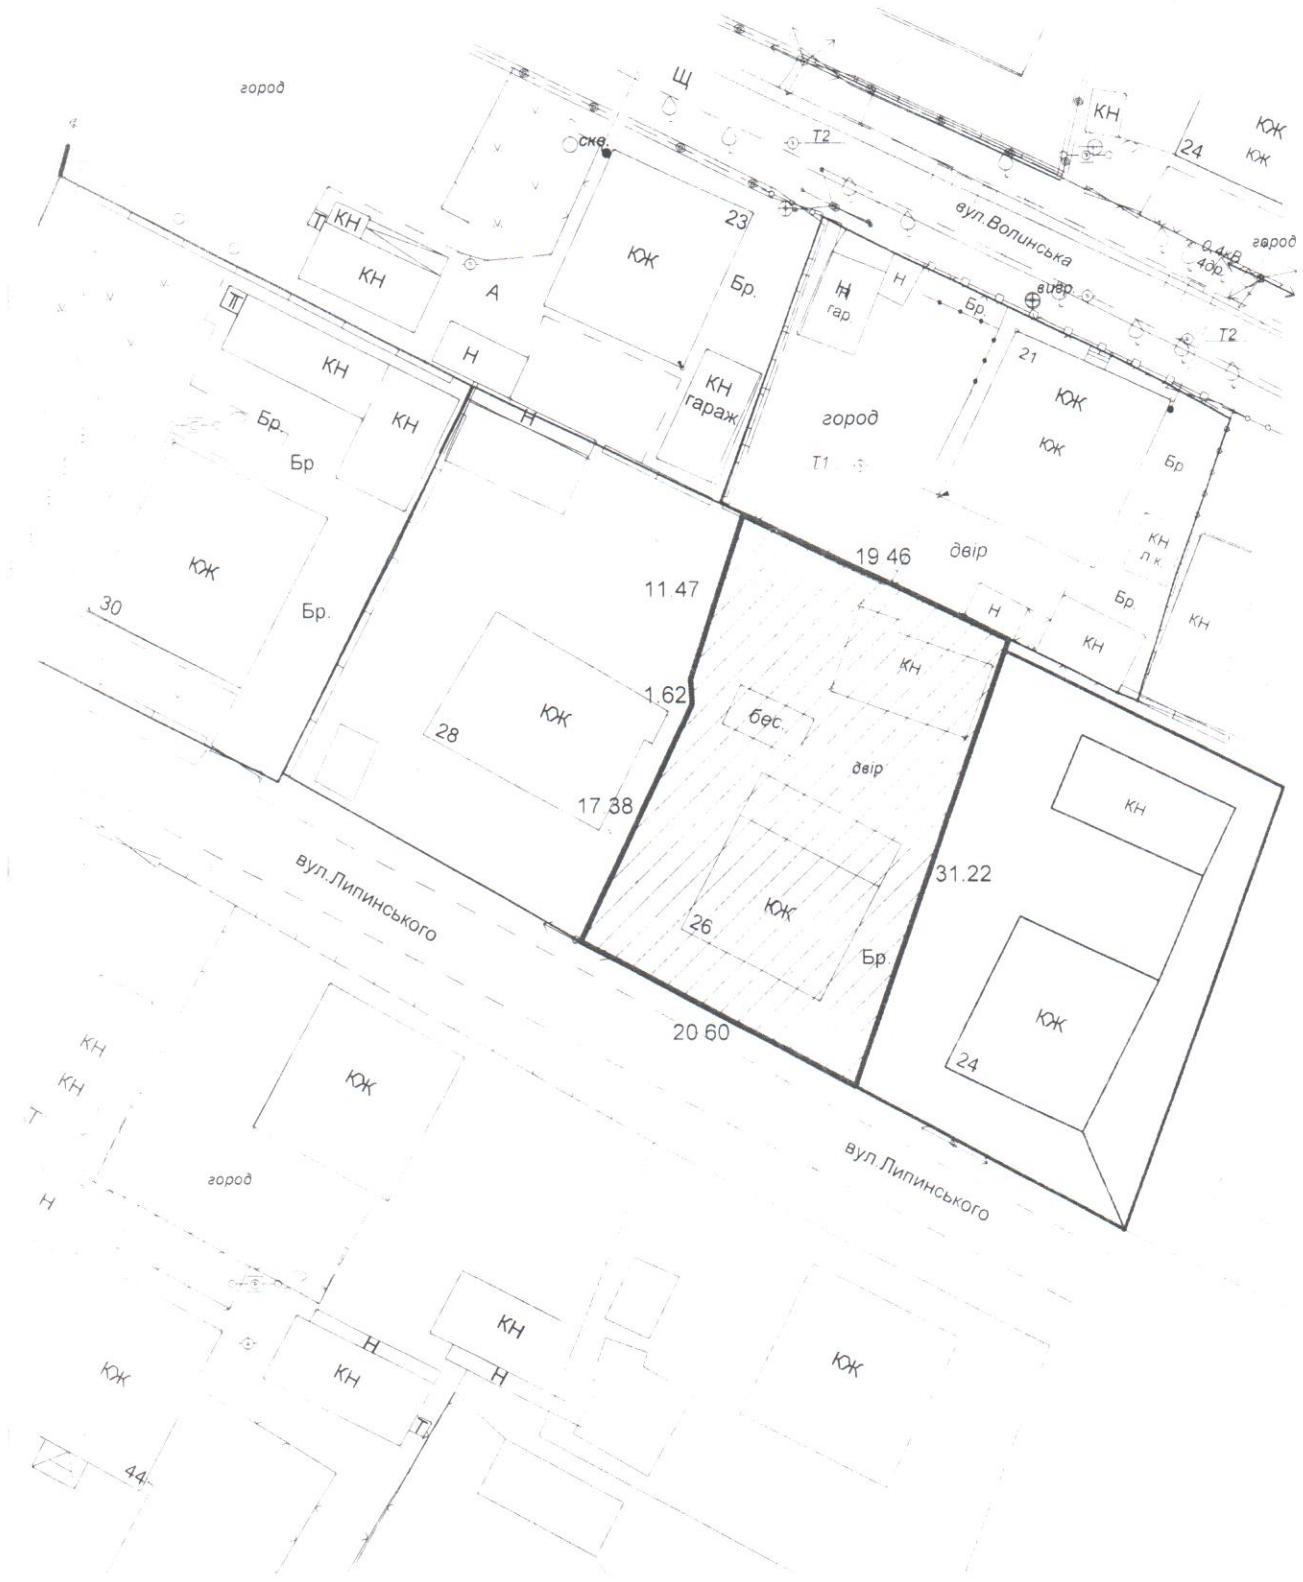 город
Щ
КН
КЖ
КЖ
24
скв.
Т2
вул.Волинська
город
0.4кВ
4др.
Т
КН
КН
23
КЖ
Бр.
А
Н
гар.
Н
Бр.
вигр.
Т2
21
КЖ
КЖ
Бр
П
КН
КН
Н
КН
гараж
город
Т1
Бр.
Бр
Н
КН
Л.К.
двір
19 46
КЖ
30
Бр.
11.47
Н
Бр.
КН
КН
КН
1.62
бес.
КЖ
28
двір
17 38
КН
31.22
вул.Липинського
КЖ
26
Бр.
КЖ
24
20 60
КН
КН
Т
КЖ
вул.Липинського
город
Н
КН
Н
КН
Н
КЖ
КЖ
Т
44